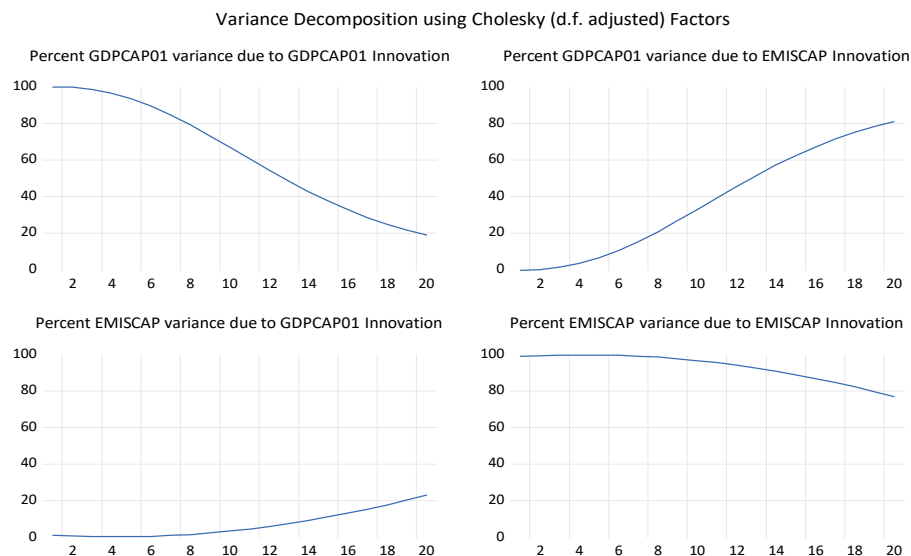 Variance Decomposition using Cholesky (d.f. adjusted) Factors
Percent GDPCAP01 variance due to GDPCAP01 Innovation
100
80
60
40
20
0
2 4 6 8 10 12 14 16 18 20
Percent GDPCAP01 variance due to EMISCAP Innovation
100
80
60
40
20
0
2 4 6 8 10 12 14 16 18 20
Percent EMISCAP variance due to GDPCAP01 Innovation
100
80
60
40
20
0
2 4 6 8 10 12 14 16 18 20
Percent EMISCAP variance due to EMISCAP Innovation
100
80
60
40
20
0
2 4 6 8 10 12 14 16 18 20